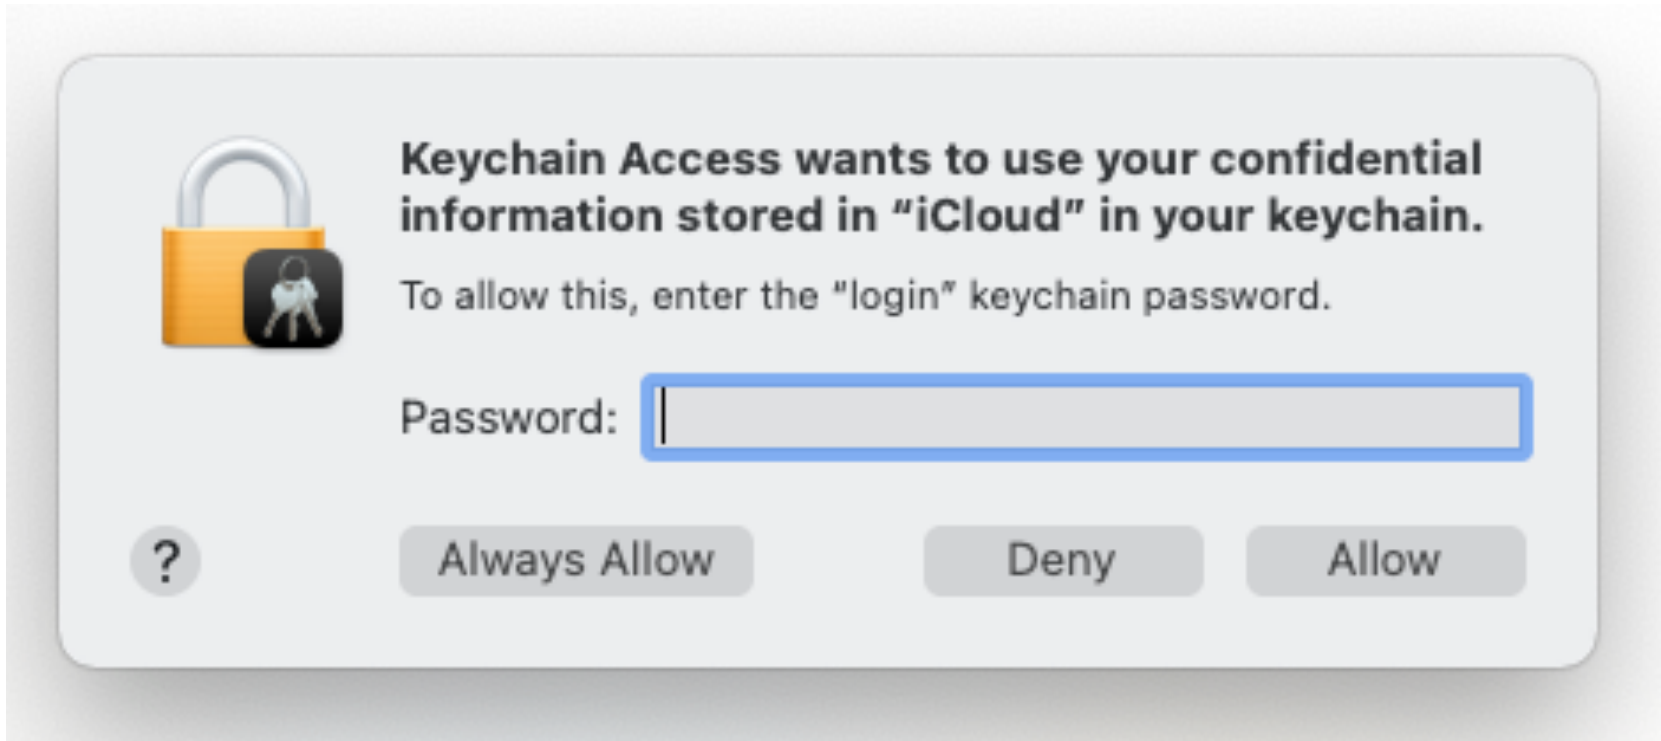 Keychain Access wants to use your confidential
information stored in “iCloud” in your keychain.
To allow this, enter the “login” keychain password.
Password:
?
Always Allow
Deny
Allow